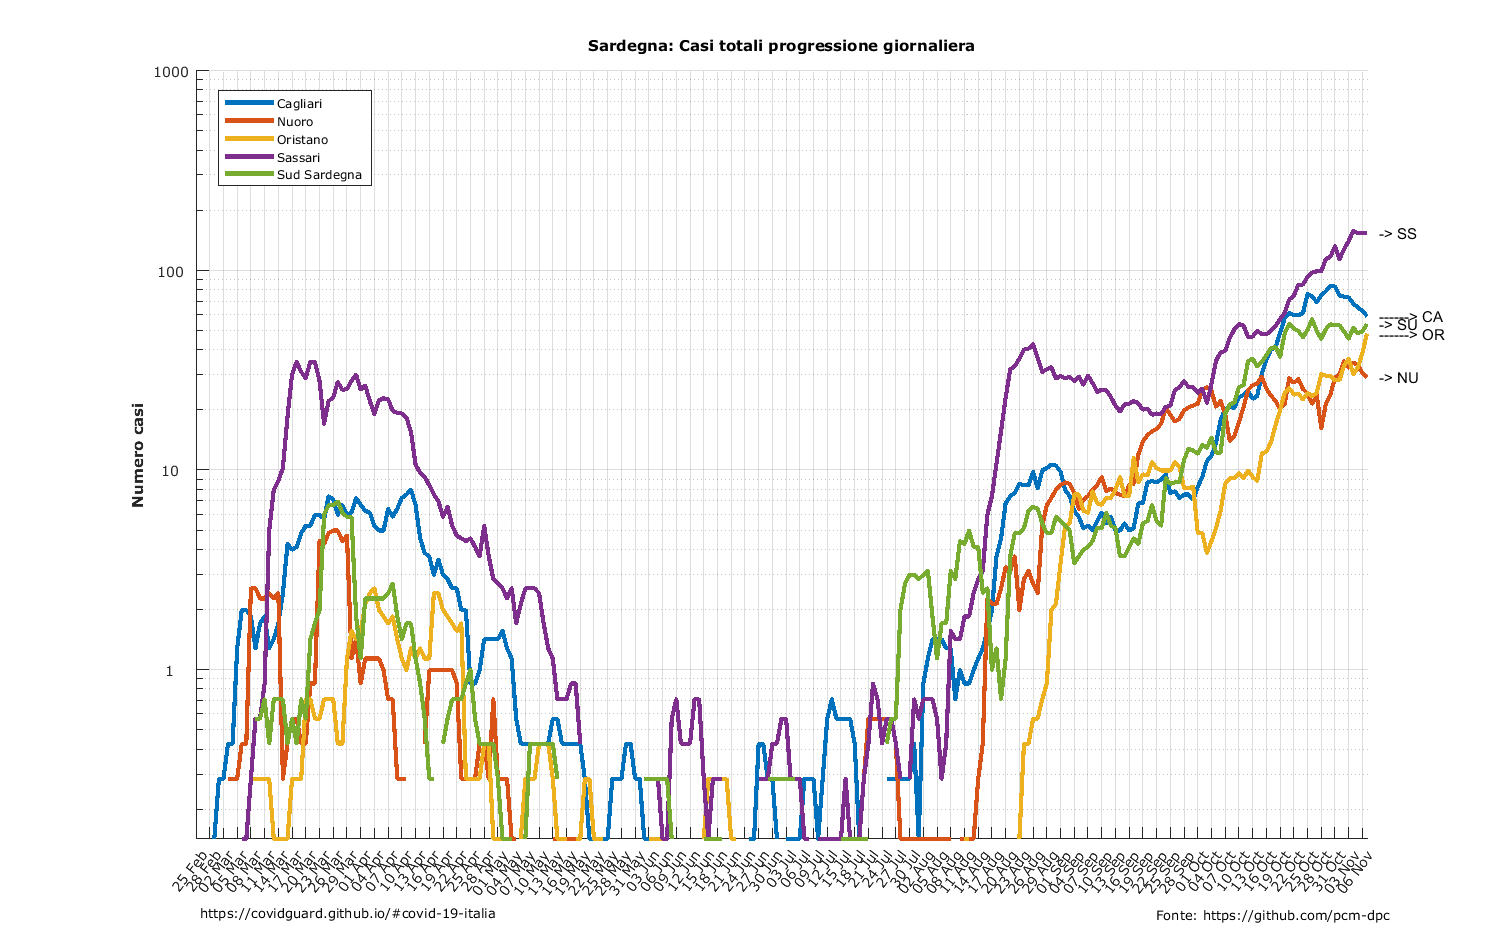 Sardegna: Casi totali progressione giornaliera
1000
100
10
1
Numero casi
Cagliari
Nuoro
Oristano
Sassari
Sud Sardegna
-> SS
------> CA
-> SU
------> OR
-> NU
25 Feb
28 Feb
02 Mar
05 Mar
08 Mar
11 Mar
14 Mar
17 Mar
20 Mar
23 Mar
26 Mar
29 Mar
01 Apr
04 Apr
07 Apr
10 Apr
13 Apr
16 Apr
19 Apr
22 Apr
25 Apr
28 Apr
01 May
04 May
07 May
10 May
13 May
16 May
19 May
22 May
25 May
28 May
31 May
03 Jun
06 Jun
09 Jun
12 Jun
15 Jun
18 Jun
21 Jun
24 Jun
27 Jun
30 Jun
03 Jul
06 Jul
09 Jul
12 Jul
15 Jul
18 Jul
21 Jul
24 Jul
27 Jul
30 Jul
02 Aug
05 Aug
08 Aug
11 Aug
14 Aug
17 Aug
20 Aug
23 Aug
26 Aug
29 Aug
01 Sep
04 Sep
07 Sep
10 Sep
13 Sep
16 Sep
19 Sep
22 Sep
25 Sep
28 Sep
01 Oct
04 Oct
07 Oct
10 Oct
13 Oct
16 Oct
19 Oct
22 Oct
25 Oct
28 Oct
31 Oct
03 Nov
06 Nov
https://covidguard.github.io/#covid-19-italia
Fonte: https://github.com/pcm-dpc